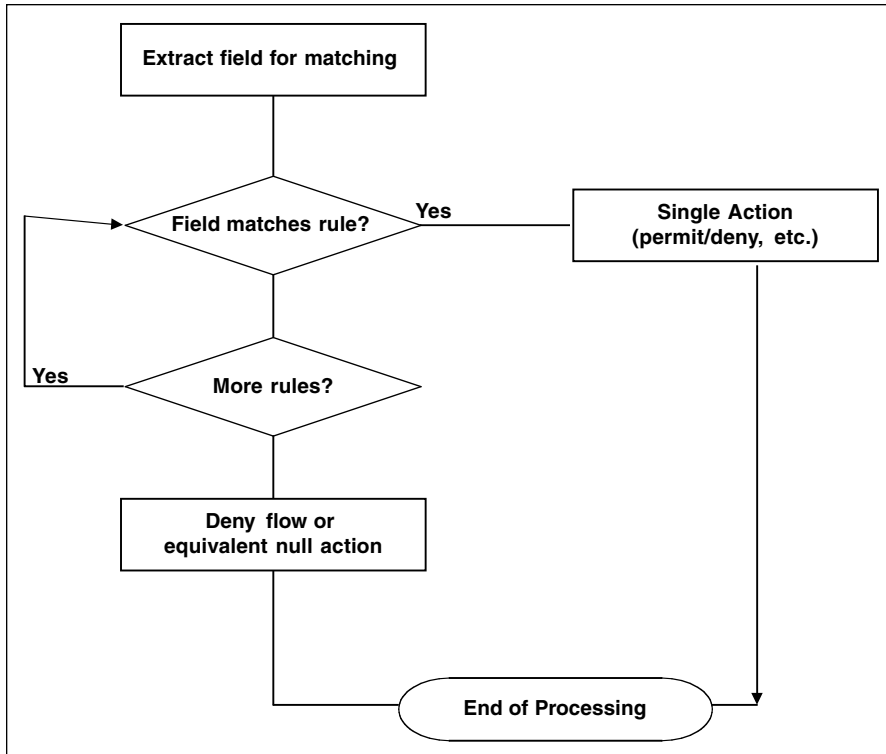 Extract field for matching
Field matches rule?
Yes
Single Action
(permit/deny, etc.)
Yes
More rules?
Deny flow or
equivalent null action
End of Processing